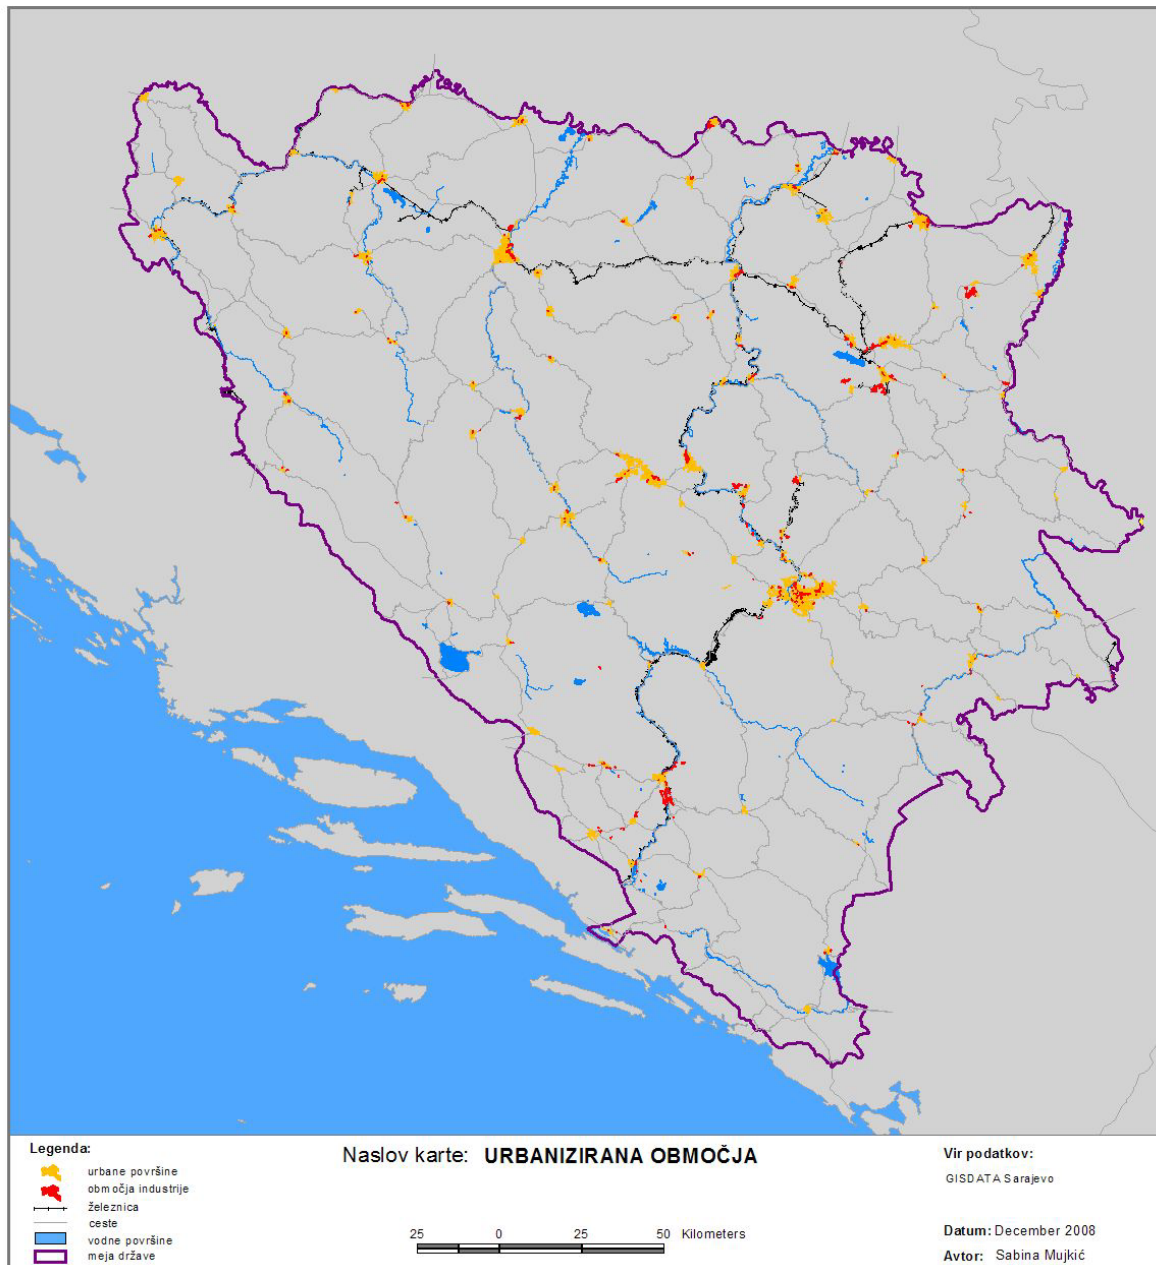 Legenda:
urbane površine
območja industrije
železnica
ceste
vodne površine
meja države
Naslov karte: URBANIZIRANA OBMOČJA
25 0 25 50 Kilometers
Vir podatkov:
GISDATA Sarajevo
Datum: December 2008
Avtor: Sabina Mujkić